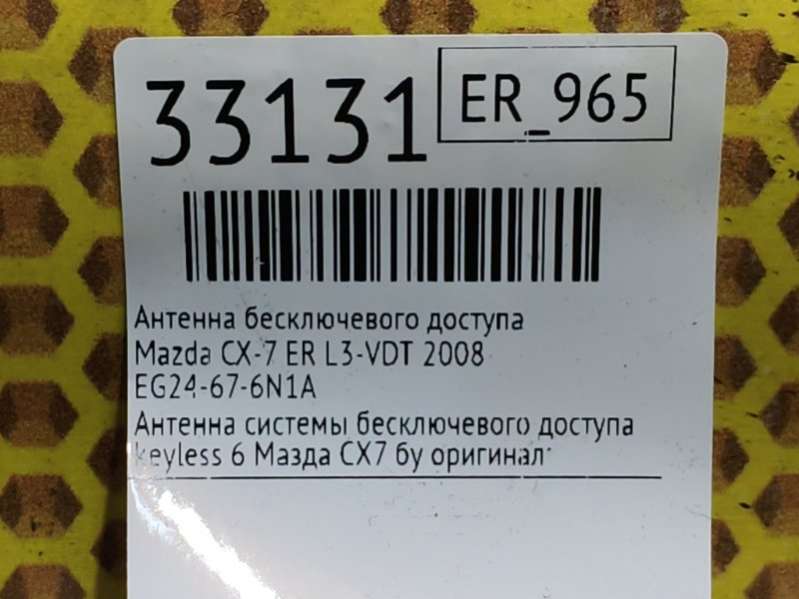 33131
ER_965
Антенна бесключевого доступа
Mazda CX-7 ER L3-VDT 2008
EG24-67-6N1A
Антенна системы бесключевого доступа
keyless 6 Мазда СХ7 бу оригинал